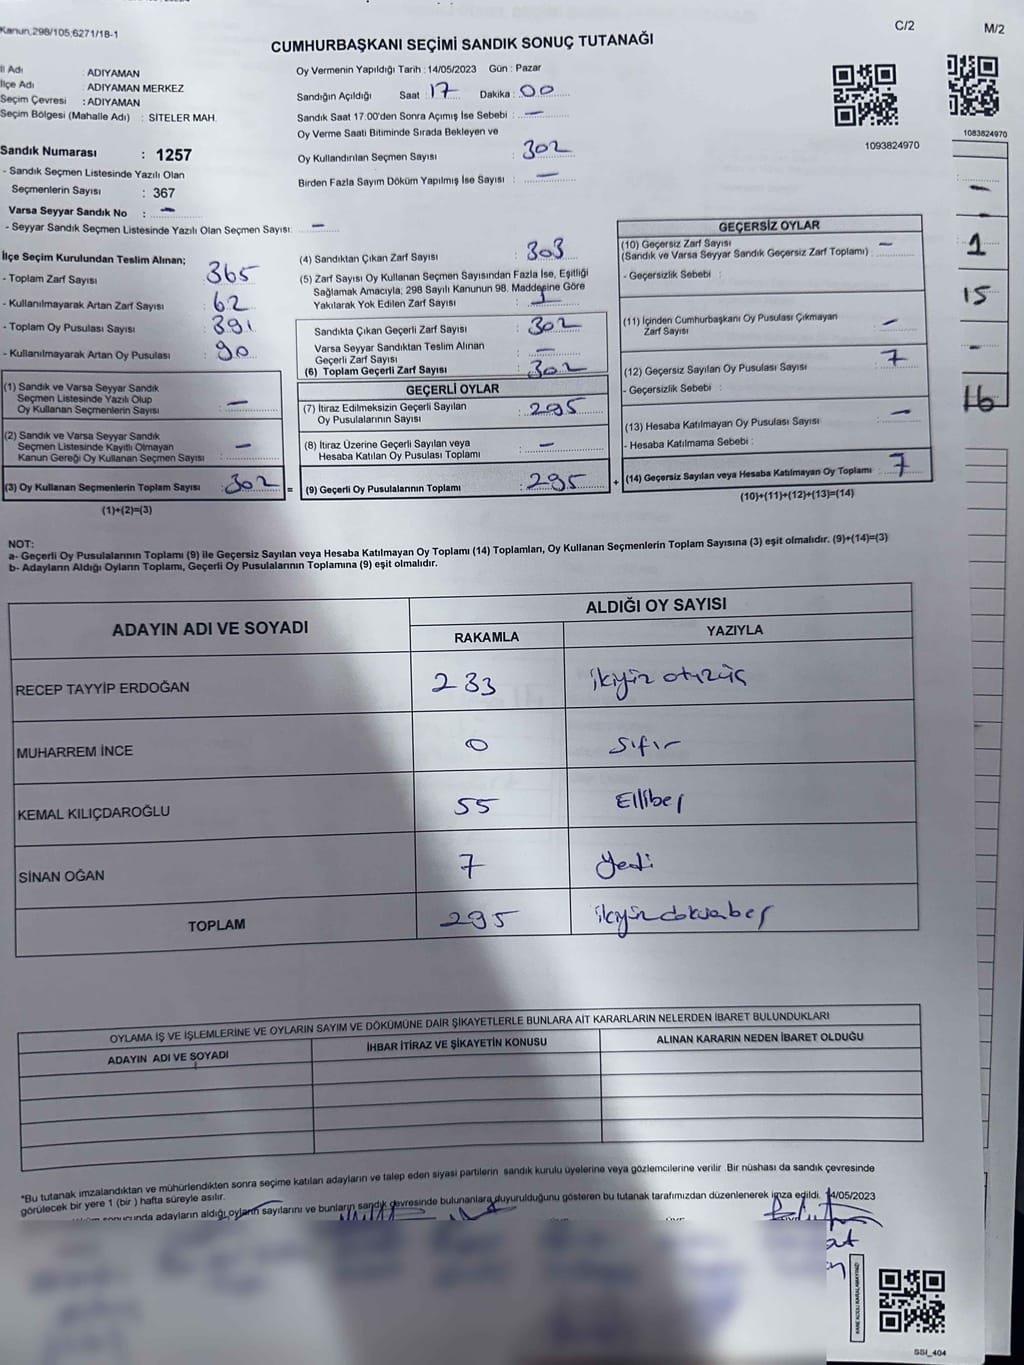 Kanun,298/105,6271/18-1
C/2
M/2
CUMHURBAŞKANI SEÇİMİ SANDIK SONUÇ TUTANAĞI
İl Adı : ADIYAMAN
İlçe Adı : ADIYAMAN MERKEZ
Seçim Çevresi : ADIYAMAN
Seçim Bölgesi (Mahalle Adı) : SİTELER MAH.
Oy Vermenin Yapıldığı Tarih : 14/05/2023 Gün : Pazar
Sandığın Açıldığı Saat : 17 Dakika : 00
Sandık Saat 17.00'den Sonra Açımış İse Sebebi : —
Oy Verme Saati Bitiminde Sırada Bekleyen ve
Oy Kullandırılan Seçmen Sayısı : 302
Birden Fazla Sayım Döküm Yapılmış İse Sayısı : —
1093824970
1083824970
Sandık Numarası : 1257
- Sandık Seçmen Listesinde Yazılı Olan
Seçmenlerin Sayısı : 367
Varsa Seyyar Sandık No : —
- Seyyar Sandık Seçmen Listesinde Yazılı Olan Seçmen Sayısı: —
İlçe Seçim Kurulundan Teslim Alınan;
- Toplam Zarf Sayısı : 365
- Kullanılmayarak Artan Zarf Sayısı : 62
- Toplam Oy Pusulası Sayısı : 391
- Kullanılmayarak Artan Oy Pusulası : 90
(1) Sandık ve Varsa Seyyar Sandık
Seçmen Listesinde Yazılı Olup
Oy Kullanan Seçmenlerin Sayısı : —
(2) Sandık ve Varsa Seyyar Sandık
Seçmen Listesinde Kayıtlı Olmayan
Kanun Gereği Oy Kullanan Seçmen Sayısı : —
(3) Oy Kullanan Seçmenlerin Toplam Sayısı : 302 =
(1)+(2)=(3)
(4) Sandıktan Çıkan Zarf Sayısı : 303
(5) Zarf Sayısı Oy Kullanan Seçmen Sayısından Fazla İse, Eşitliği
Sağlamak Amacıyla; 298 Sayılı Kanunun 98. Maddesine Göre
Yakılarak Yok Edilen Zarf Sayısı : 1
Sandıkta Çıkan Geçerli Zarf Sayısı : 302
Varsa Seyyar Sandıktan Teslim Alınan
Geçerli Zarf Sayısı : —
(6) Toplam Geçerli Zarf Sayısı : 302
GEÇERLİ OYLAR
(7) İtiraz Edilmeksizin Geçerli Sayılan
Oy Pusulalarının Sayısı : 295
(8) İtiraz Üzerine Geçerli Sayılan veya
Hesaba Katılan Oy Pusulası Toplamı : —
(9) Geçerli Oy Pusulalarının Toplamı : 295 +
GEÇERSİZ OYLAR
(10) Geçersiz Zarf Sayısı
(Sandık ve Varsa Seyyar Sandık Geçersiz Zarf Toplamı) : —
- Geçersizlik Sebebi :
(11) İçinden Cumhurbaşkanı Oy Pusulası Çıkmayan
Zarf Sayısı : —
(12) Geçersiz Sayılan Oy Pusulası Sayısı : 7
- Geçersizlik Sebebi :
(13) Hesaba Katılmayan Oy Pusulası Sayısı : —
- Hesaba Katılmama Sebebi :
(14) Geçersiz Sayılan veya Hesaba Katılmayan Oy Toplamı : 7
(10)+(11)+(12)+(13)=(14)
—
1
15
-
16
NOT:
a- Geçerli Oy Pusulalarının Toplamı (9) ile Geçersiz Sayılan veya Hesaba Katılmayan Oy Toplamı (14) Toplamları, Oy Kullanan Seçmenlerin Toplam Sayısına (3) eşit olmalıdır. (9)+(14)=(3)
b- Adayların Aldığı Oyların Toplamı, Geçerli Oy Pusulalarının Toplamına (9) eşit olmalıdır.
ADAYIN ADI VE SOYADI
ALDIĞI OY SAYISI
RAKAMLA YAZIYLA
RECEP TAYYİP ERDOĞAN 233 ikiyüz otuzüç
MUHARREM İNCE 0 Sıfır
KEMAL KILIÇDAROĞLU 55 Ellibeş
SİNAN OĞAN 7 Yedi
TOPLAM 295
OYLAMA İŞ VE İŞLEMLERİNE VE OYLARIN SAYIM VE DÖKÜMÜNE DAİR ŞİKAYETLERLE BUNLARA AİT KARARLARIN NELERDEN İBARET BULUNDUKLARI
ADAYIN ADI VE SOYADI İHBAR İTİRAZ VE ŞİKAYETİN KONUSU ALINAN KARARIN NEDEN İBARET OLDUĞU
*Bu tutanak imzalandıktan ve mühürlendikten sonra seçime katılan adayların ve talep eden siyasi partilerin sandık kurulu üyelerine veya gözlemcilerine verilir .Bir nüshası da sandık çevresinde
görülecek bir yere 1 (bir ) hafta süreyle asılır.
sonucunda adayların aldığı oyların sayılarını ve bunların sandık çevresinde bulunanlara duyurulduğunu gösteren bu tutanak tarafımızdan düzenlenerek imza edildi. 14/05/2023
KARE KODU KARALAMAYINIZ!
SSI_404